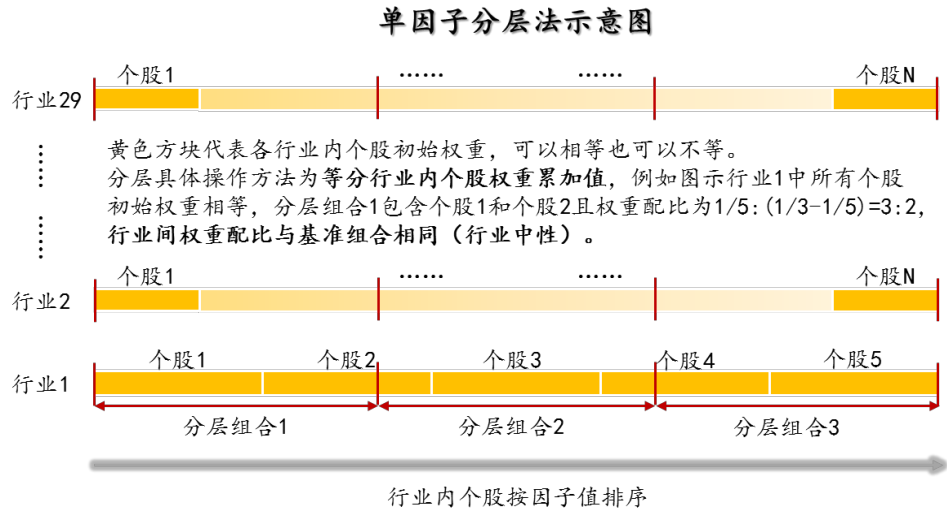 单因子分层法示意图
个股1 …… …… 个股N
行业29
……
……
黄色方块代表各行业内个股初始权重，可以相等也可以不等。
分层具体操作方法为等分行业内个股权重累加值，例如图示行业1中所有个股
初始权重相等，分层组合1包含个股1和个股2且权重配比为1/5:(1/3-1/5)=3:2，
行业间权重配比与基准组合相同（行业中性）。
个股1 …… …… 个股N
行业2
个股1 个股2 个股3 个股4 个股5
行业1
分层组合1 分层组合2 分层组合3
行业内个股按因子值排序